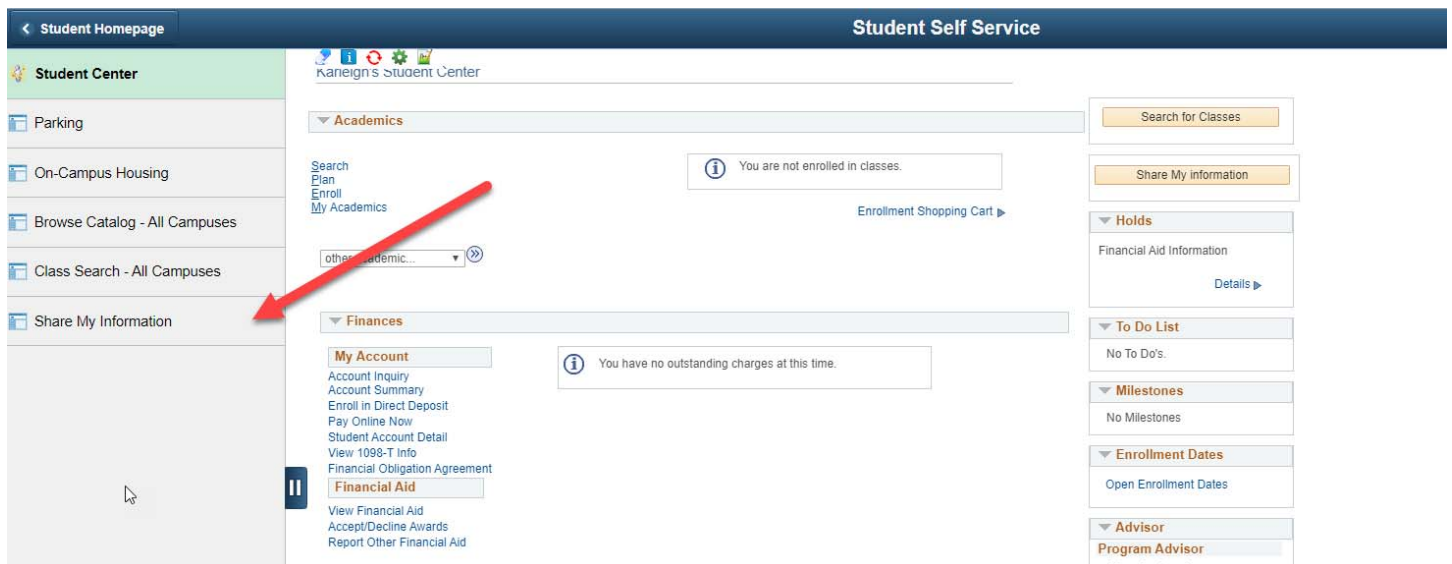 Student Homepage
Student Self Service
Student Center
Parking
On-Campus Housing
Browse Catalog - All Campuses
Class Search - All Campuses
Share My Information
Karleigh's Student Center
Academics
Search
Plan
Enroll
My Academics
You are not enrolled in classes.
Enrollment Shopping Cart
other academic...
Finances
My Account
Account Inquiry
Account Summary
Enroll in Direct Deposit
Pay Online Now
Student Account Detail
View 1098-T Info
Financial Obligation Agreement
Financial Aid
View Financial Aid
Accept/Decline Awards
Report Other Financial Aid
You have no outstanding charges at this time.
Search for Classes
Share My information
Holds
Financial Aid Information
Details
To Do List
No To Do's.
Milestones
No Milestones
Enrollment Dates
Open Enrollment Dates
Advisor
Program Advisor